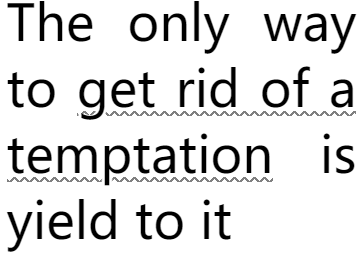 The only way
to get rid of a
temptation is
yield to it